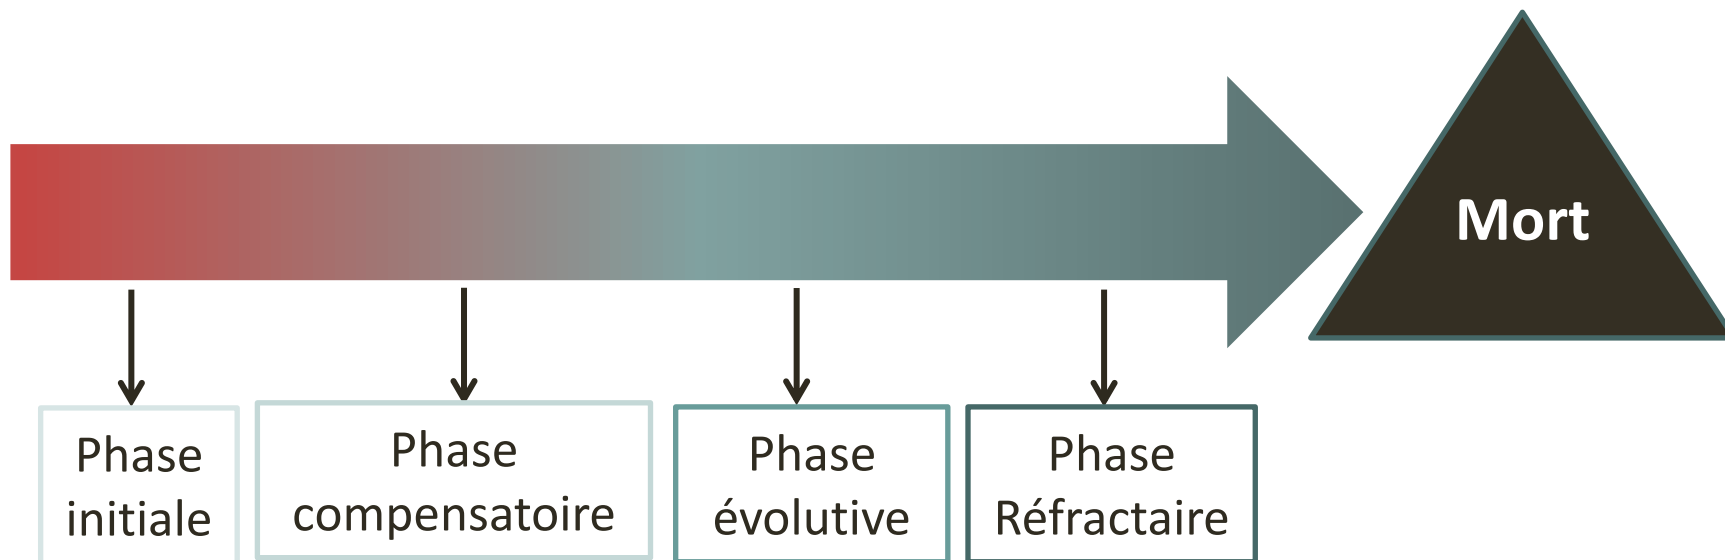 Mort
Phase
initiale
Phase
compensatoire
Phase
évolutive
Phase
Réfractaire